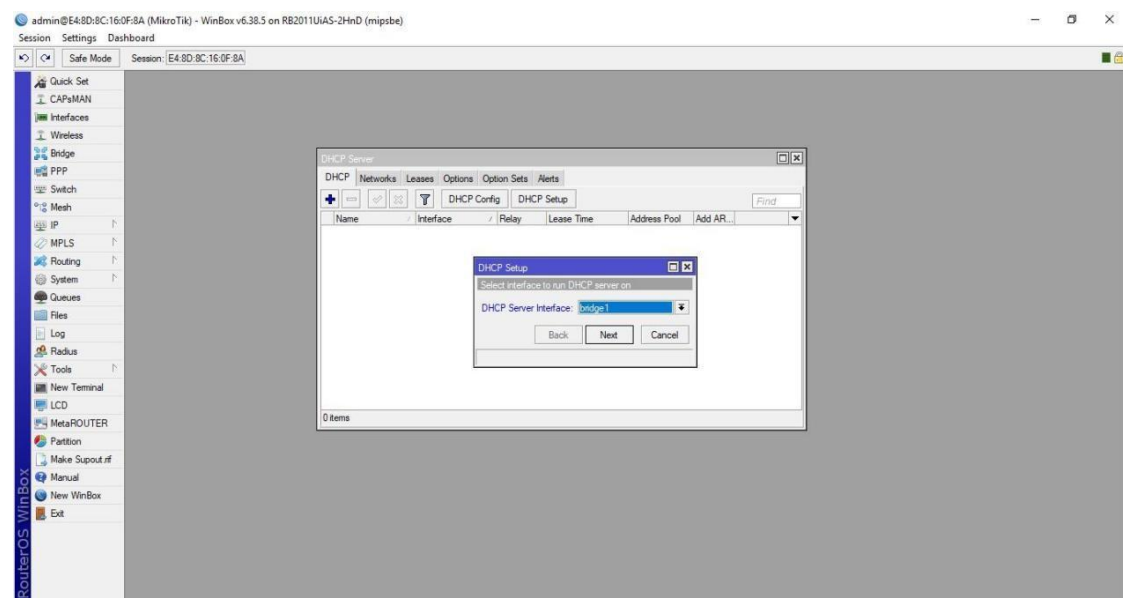 admin@E4:8D:8C:16:0F:8A (MikroTik) - WinBox v6.38.5 on RB2011UiAS-2HnD (mipsbe)
Session Settings Dashboard
Safe Mode Session: E4:8D:8C:16:0F:8A
Quick Set
CAPsMAN
Interfaces
Wireless
Bridge
PPP
Switch
Mesh
IP
MPLS
Routing
System
Queues
Files
Log
Radius
Tools
New Terminal
LCD
MetaROUTER
Partition
Make Supout.rif
Manual
New WinBox
Exit
RouterOS WinBox
DHCP Server
DHCP Networks Leases Options Option Sets Alerts
DHCP Config DHCP Setup Find
Name Interface Relay Lease Time Address Pool Add AR...
DHCP Setup
Select interface to run DHCP server on
DHCP Server Interface: bridge1
Back Next Cancel
0 items